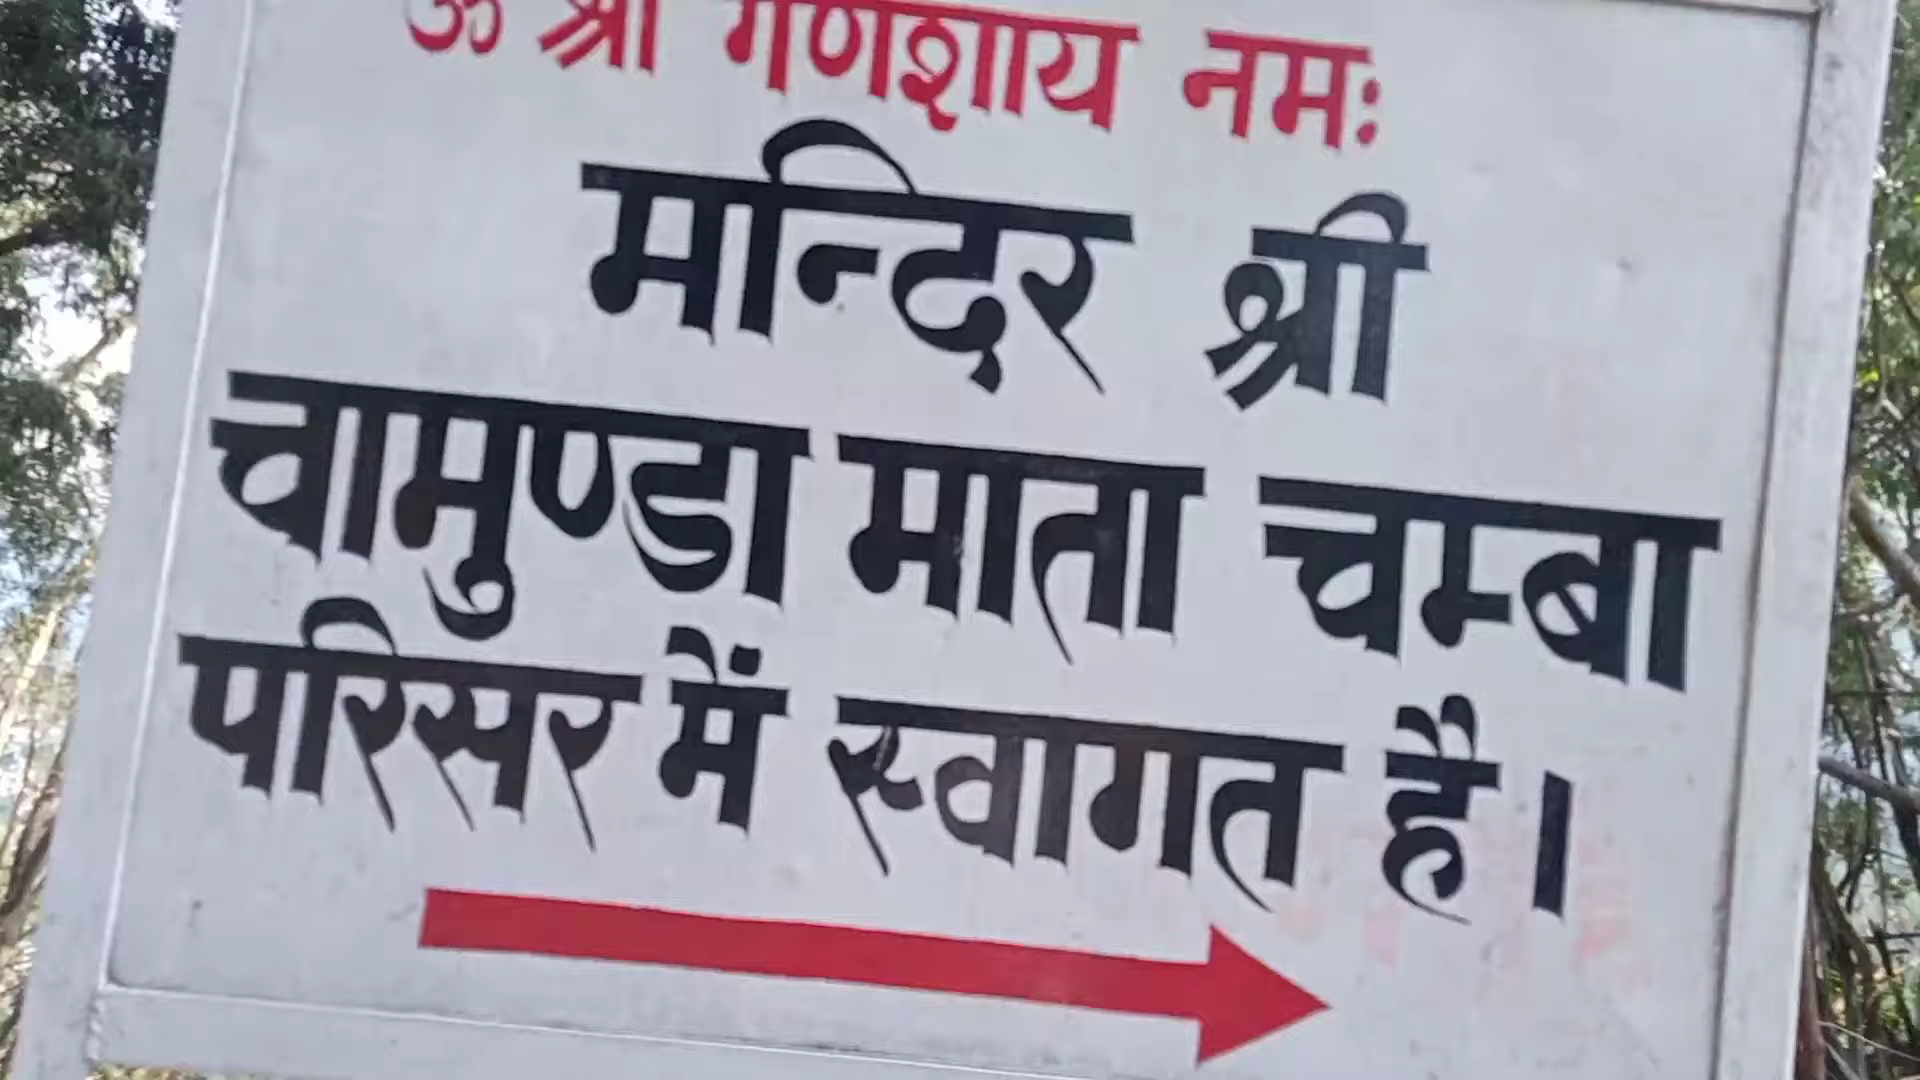 ॐ श्री गणेशाय नमः
मन्दिर श्री
चामुण्डा माता चम्बा
परिसर में स्वागत है।